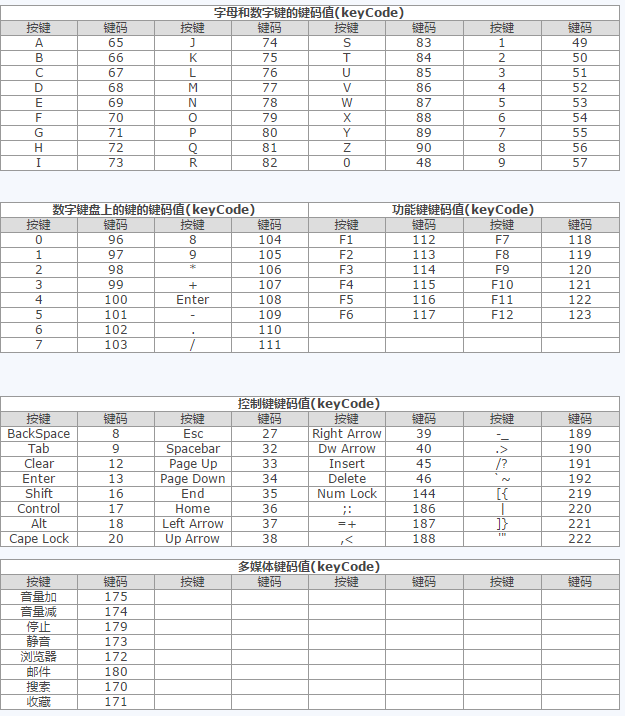 字母和数字键的键码值(keyCode)
按键 键码 按键 键码 按键 键码 按键 键码
A 65 J 74 S 83 1 49
B 66 K 75 T 84 2 50
C 67 L 76 U 85 3 51
D 68 M 77 V 86 4 52
E 69 N 78 W 87 5 53
F 70 O 79 X 88 6 54
G 71 P 80 Y 89 7 55
H 72 Q 81 Z 90 8 56
I 73 R 82 0 48 9 57
数字键盘上的键的键码值(keyCode) 功能键键码值(keyCode)
按键 键码 按键 键码 按键 键码 按键 键码
0 96 8 104 F1 112 F7 118
1 97 9 105 F2 113 F8 119
2 98 * 106 F3 114 F9 120
3 99 + 107 F4 115 F10 121
4 100 Enter 108 F5 116 F11 122
5 101 - 109 F6 117 F12 123
6 102 . 110
7 103 / 111
控制键键码值(keyCode)
按键 键码 按键 键码 按键 键码 按键 键码
BackSpace 8 Esc 27 Right Arrow 39 -_ 189
Tab 9 Spacebar 32 Dw Arrow 40 .> 190
Clear 12 Page Up 33 Insert 45 /? 191
Enter 13 Page Down 34 Delete 46 `~ 192
Shift 16 End 35 Num Lock 144 [{ 219
Control 17 Home 36 ;: 186 | 220
Alt 18 Left Arrow 37 =+ 187 ]} 221
Cape Lock 20 Up Arrow 38 ,< 188 '" 222
多媒体键码值(keyCode)
按键 键码 按键 键码 按键 键码 按键 键码
音量加 175
音量减 174
停止 179
静音 173
浏览器 172
邮件 180
搜索 170
收藏 171